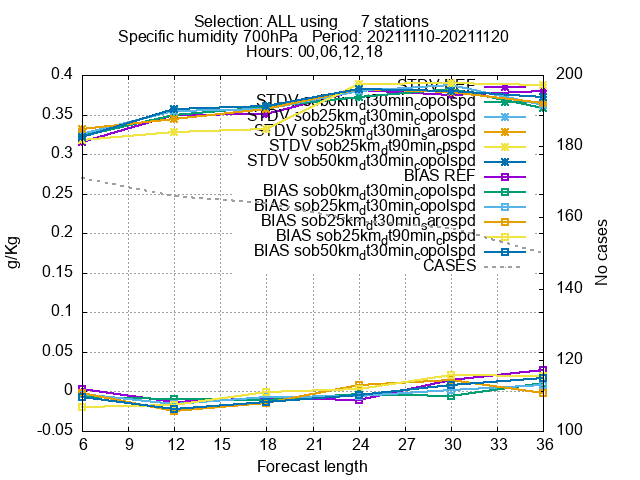 Selection: ALL using 7 stations
Specific humidity 700hPa Period: 20211110-20211120
Hours: 00,06,12,18
0.4
0.35
0.3
0.25
0.2
0.15
0.1
0.05
0
-0.05
g/Kg
200
180
160
140
120
100
No cases
STDV REF
STDV sob0km_dt30min_copolspd
STDV sob25km_dt30min_copolspd
STDV sob25km_dt30min_sarospd
STDV sob25km_dt90min_cpspd
STDV sob50km_dt30min_copolspd
BIAS REF
BIAS sob0km_dt30min_copolspd
BIAS sob25km_dt30min_copolspd
BIAS sob25km_dt30min_sarospd
BIAS sob25km_dt90min_cpspd
BIAS sob50km_dt30min_copolspd
CASES
6 9 12 15 18 21 24 27 30 33 36
Forecast length